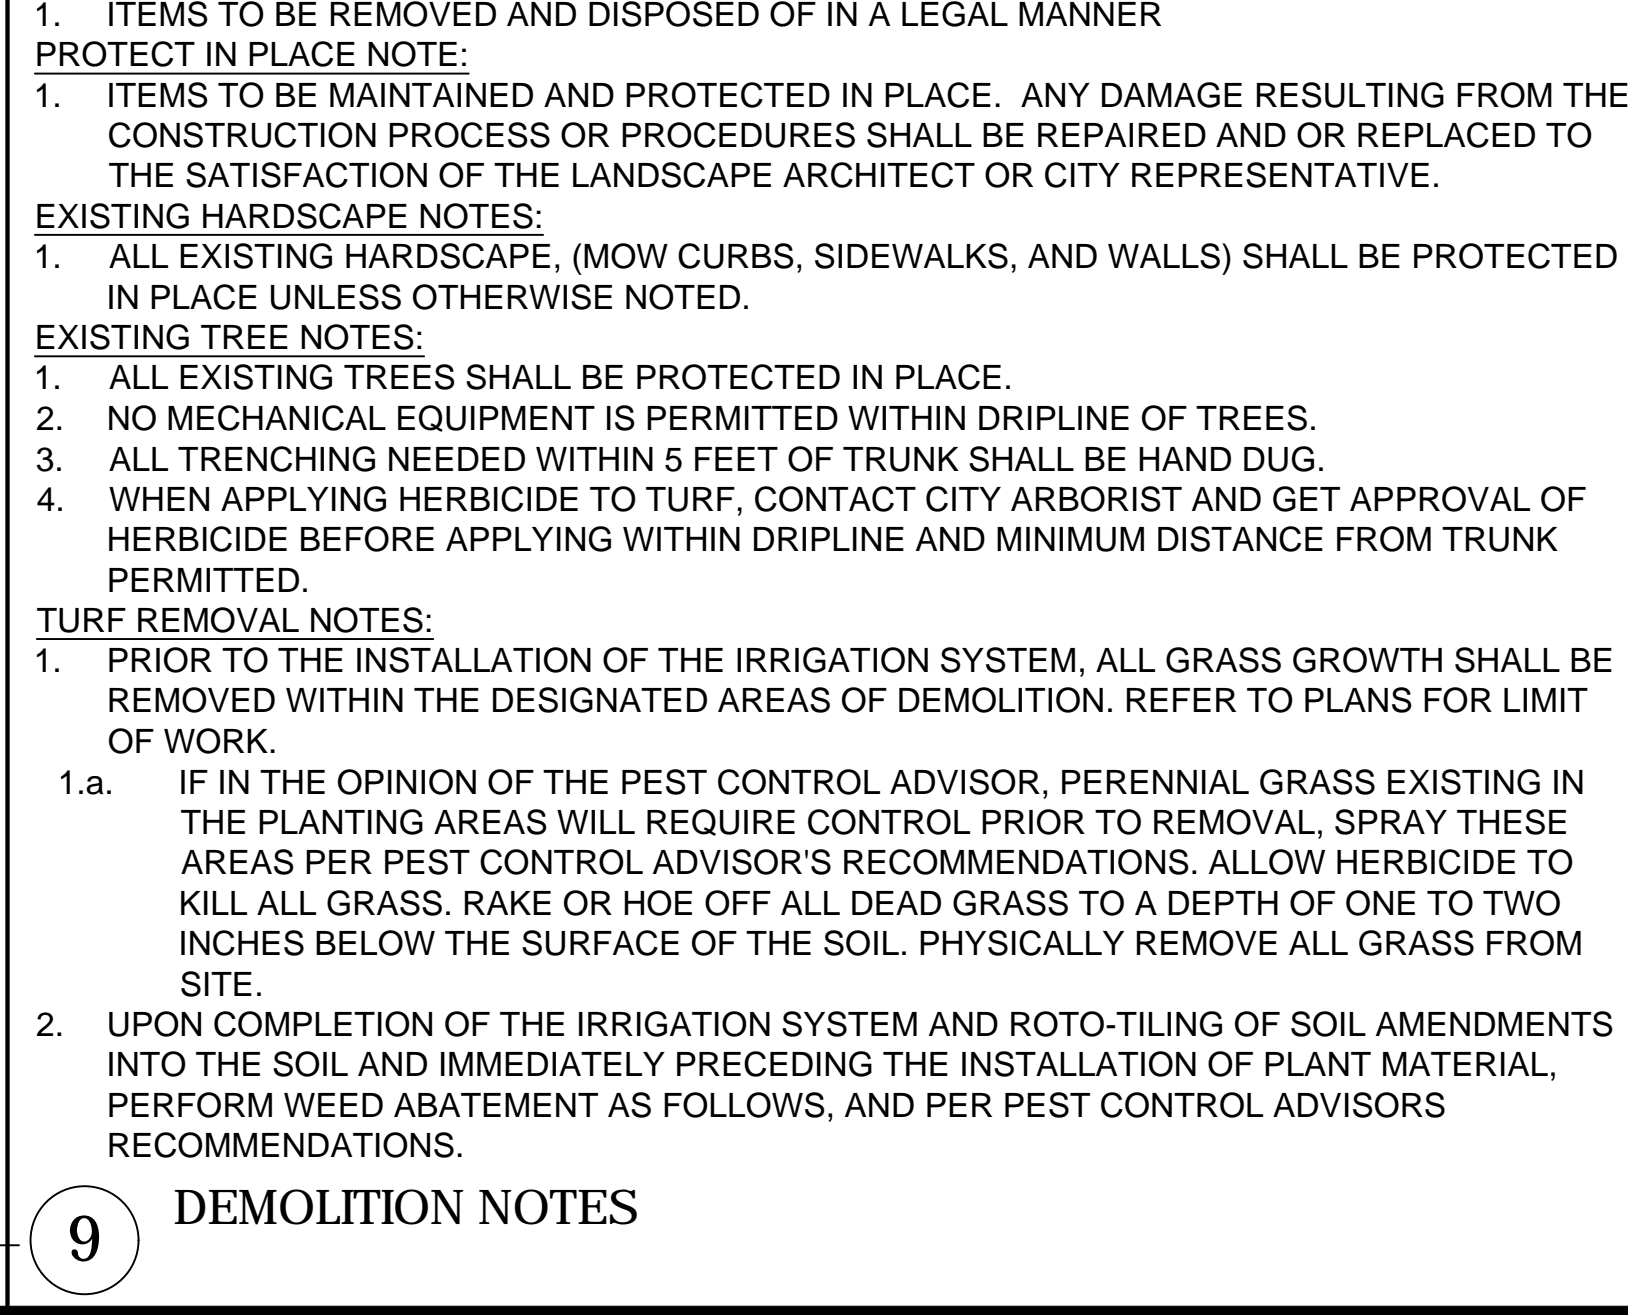 1. ITEMS TO BE REMOVED AND DISPOSED OF IN A LEGAL MANNER
PROTECT IN PLACE NOTE:
1. ITEMS TO BE MAINTAINED AND PROTECTED IN PLACE. ANY DAMAGE RESULTING FROM THE
CONSTRUCTION PROCESS OR PROCEDURES SHALL BE REPAIRED AND OR REPLACED TO
THE SATISFACTION OF THE LANDSCAPE ARCHITECT OR CITY REPRESENTATIVE.
EXISTING HARDSCAPE NOTES:
1. ALL EXISTING HARDSCAPE, (MOW CURBS, SIDEWALKS, AND WALLS) SHALL BE PROTECTED
IN PLACE UNLESS OTHERWISE NOTED.
EXISTING TREE NOTES:
1. ALL EXISTING TREES SHALL BE PROTECTED IN PLACE.
2. NO MECHANICAL EQUIPMENT IS PERMITTED WITHIN DRIPLINE OF TREES.
3. ALL TRENCHING NEEDED WITHIN 5 FEET OF TRUNK SHALL BE HAND DUG.
4. WHEN APPLYING HERBICIDE TO TURF, CONTACT CITY ARBORIST AND GET APPROVAL OF
HERBICIDE BEFORE APPLYING WITHIN DRIPLINE AND MINIMUM DISTANCE FROM TRUNK
PERMITTED.
TURF REMOVAL NOTES:
1. PRIOR TO THE INSTALLATION OF THE IRRIGATION SYSTEM, ALL GRASS GROWTH SHALL BE
REMOVED WITHIN THE DESIGNATED AREAS OF DEMOLITION. REFER TO PLANS FOR LIMIT
OF WORK.
1.a. IF IN THE OPINION OF THE PEST CONTROL ADVISOR, PERENNIAL GRASS EXISTING IN
THE PLANTING AREAS WILL REQUIRE CONTROL PRIOR TO REMOVAL, SPRAY THESE
AREAS PER PEST CONTROL ADVISOR'S RECOMMENDATIONS. ALLOW HERBICIDE TO
KILL ALL GRASS. RAKE OR HOE OFF ALL DEAD GRASS TO A DEPTH OF ONE TO TWO
INCHES BELOW THE SURFACE OF THE SOIL. PHYSICALLY REMOVE ALL GRASS FROM
SITE.
2. UPON COMPLETION OF THE IRRIGATION SYSTEM AND ROTO-TILING OF SOIL AMENDMENTS
INTO THE SOIL AND IMMEDIATELY PRECEDING THE INSTALLATION OF PLANT MATERIAL,
PERFORM WEED ABATEMENT AS FOLLOWS, AND PER PEST CONTROL ADVISORS
RECOMMENDATIONS.
9 DEMOLITION NOTES